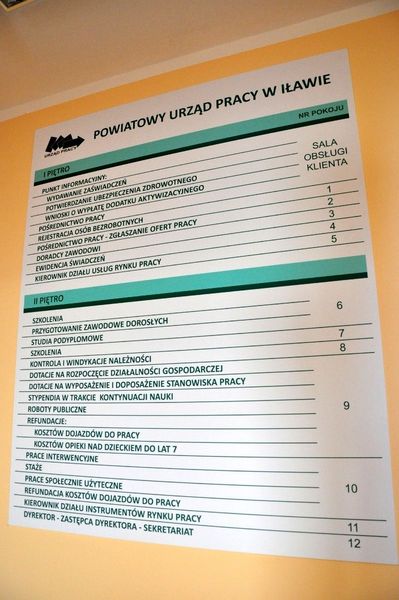 URZĄD PRACY
POWIATOWY URZĄD PRACY W IŁAWIE
NR POKOJU
I PIĘTRO
PUNKT INFORMACYJNY:
WYDAWANIE ZAŚWIADCZEŃ
POTWIERDZANIE UBEZPIECZENIA ZDROWOTNEGO
WNIOSKI O WYPŁATĘ DODATKU AKTYWIZACYJNEGO
SALA
OBSŁUGI
KLIENTA
POŚREDNICTWO PRACY
REJESTRACJA OSÓB BEZROBOTNYCH 1
POŚREDNICTWO PRACY - ZGŁASZANIE OFERT PRACY 2
DORADCY ZAWODOWI 3
EWIDENCJA ŚWIADCZEŃ 4
KIEROWNIK DZIAŁU USŁUG RYNKU PRACY 5
II PIĘTRO
SZKOLENIA
PRZYGOTOWANIE ZAWODOWE DOROSŁYCH 6
STUDIA PODYPLOMOWE
SZKOLENIA 7
KONTROLA I WINDYKACJE NALEŻNOŚCI 8
DOTACJE NA ROZPOCZĘCIE DZIAŁALNOŚCI GOSPODARCZEJ
DOTACJE NA WYPOSAŻENIE I DOPOSAŻENIE STANOWISKA PRACY
STYPENDIA W TRAKCIE KONTYNUACJI NAUKI
ROBOTY PUBLICZNE 9
REFUNDACJE:
KOSZTÓW DOJAZDÓW DO PRACY
KOSZTÓW OPIEKI NAD DZIECKIEM DO LAT 7
PRACE INTERWENCYJNE
STAŻE
PRACE SPOŁECZNIE UŻYTECZNE 10
REFUNDACJA KOSZTÓW DOJAZDÓW DO PRACY
KIEROWNIK DZIAŁU INSTRUMENTÓW RYNKU PRACY 11
DYREKTOR - ZASTĘPCA DYREKTORA - SEKRETARIAT 12